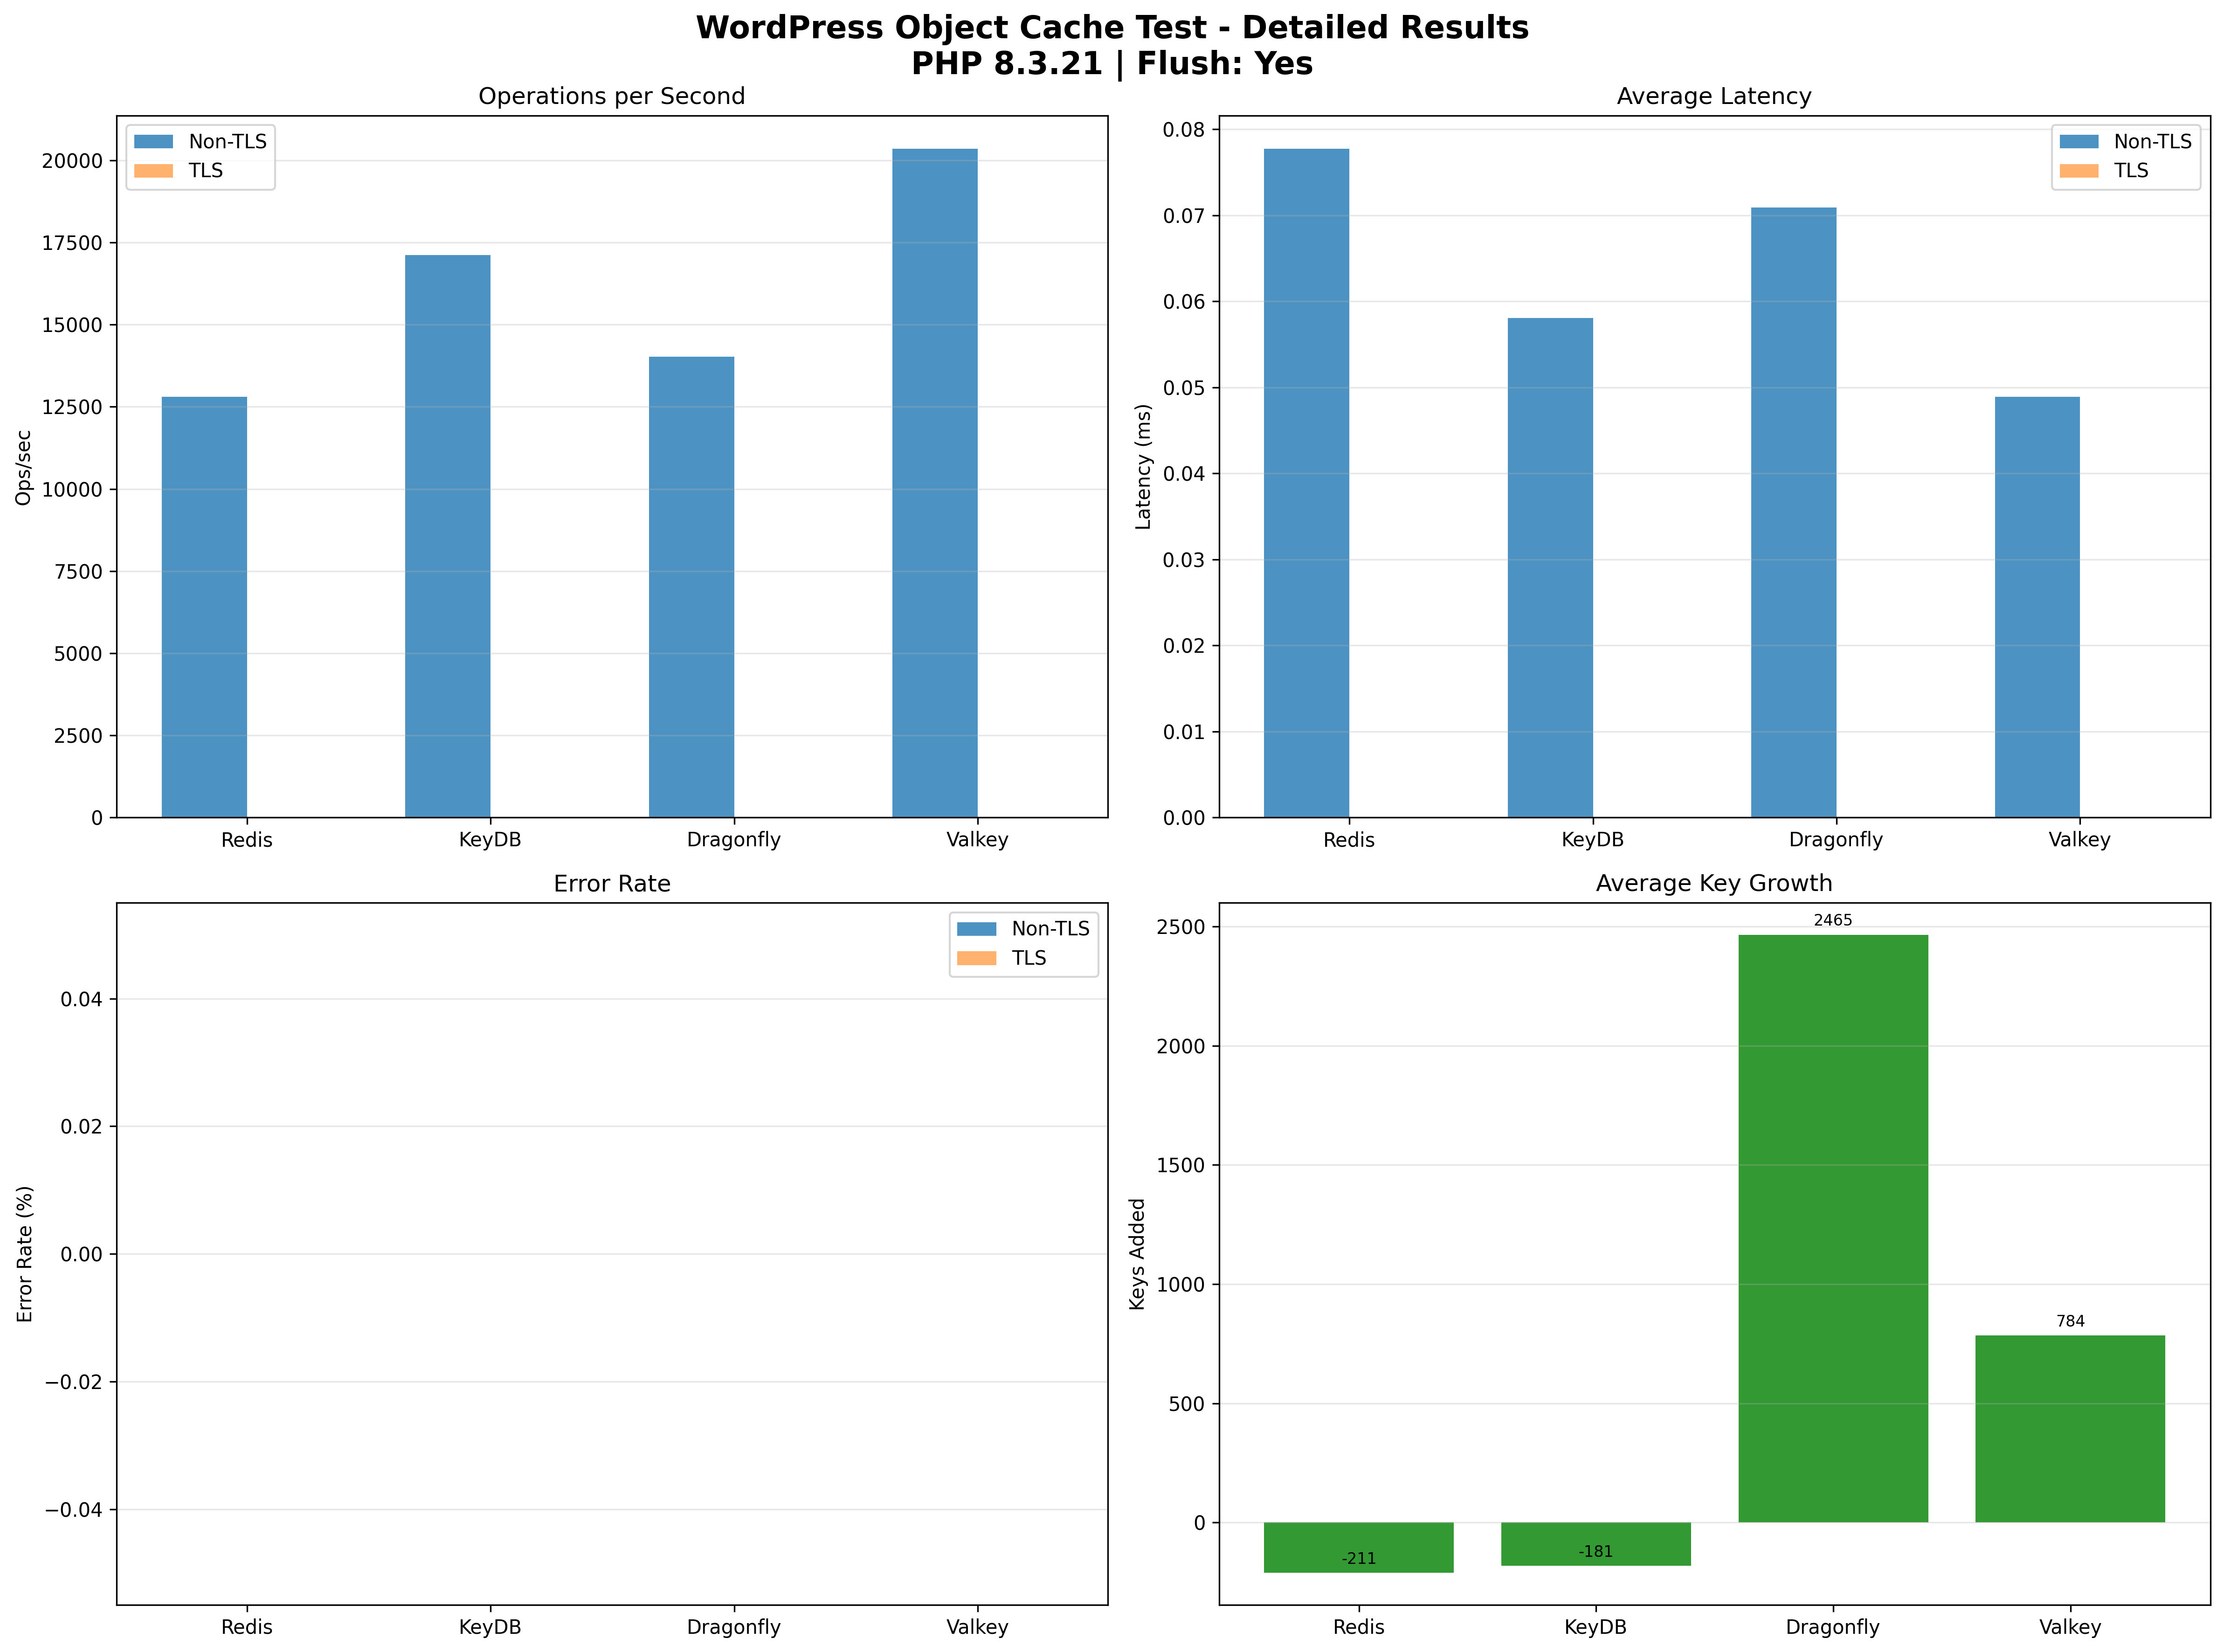 WordPress Object Cache Test - Detailed Results
PHP 8.3.21 | Flush: Yes
Operations per Second
Non-TLS
TLS
Ops/sec
20000
17500
15000
12500
10000
7500
5000
2500
0
Redis
KeyDB
Dragonfly
Valkey
Average Latency
Non-TLS
TLS
Latency (ms)
0.08
0.07
0.06
0.05
0.04
0.03
0.02
0.01
0.00
Redis
KeyDB
Dragonfly
Valkey
Error Rate
Non-TLS
TLS
Error Rate (%)
0.04
0.02
0.00
−0.02
−0.04
Redis
KeyDB
Dragonfly
Valkey
Average Key Growth
Keys Added
2500
2000
1500
1000
500
0
-211
-181
2465
784
Redis
KeyDB
Dragonfly
Valkey